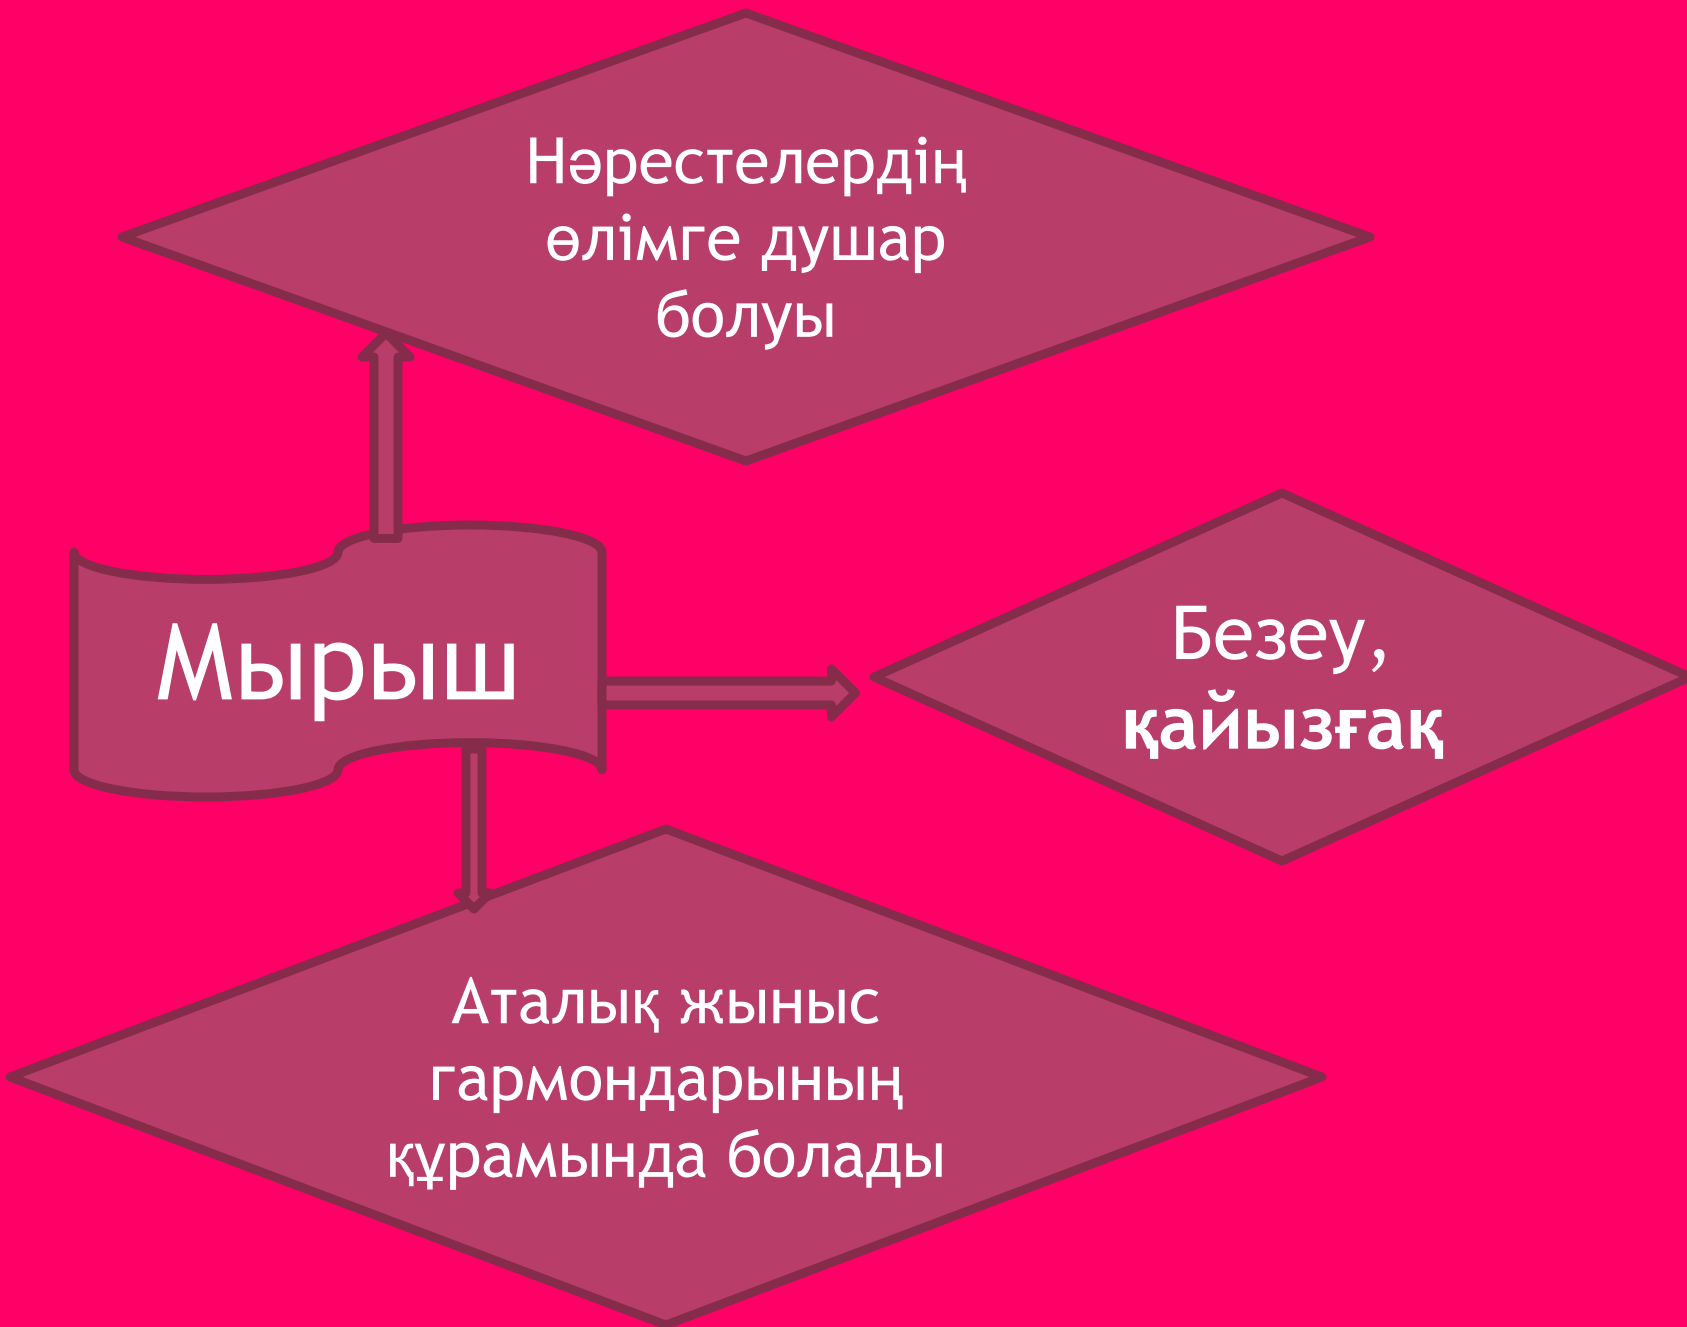 Нәрестелердің
өлімге душар
болуы
Мырыш
Безеу,
қайызғақ
Аталық жыныс
гармондарының
құрамында болады